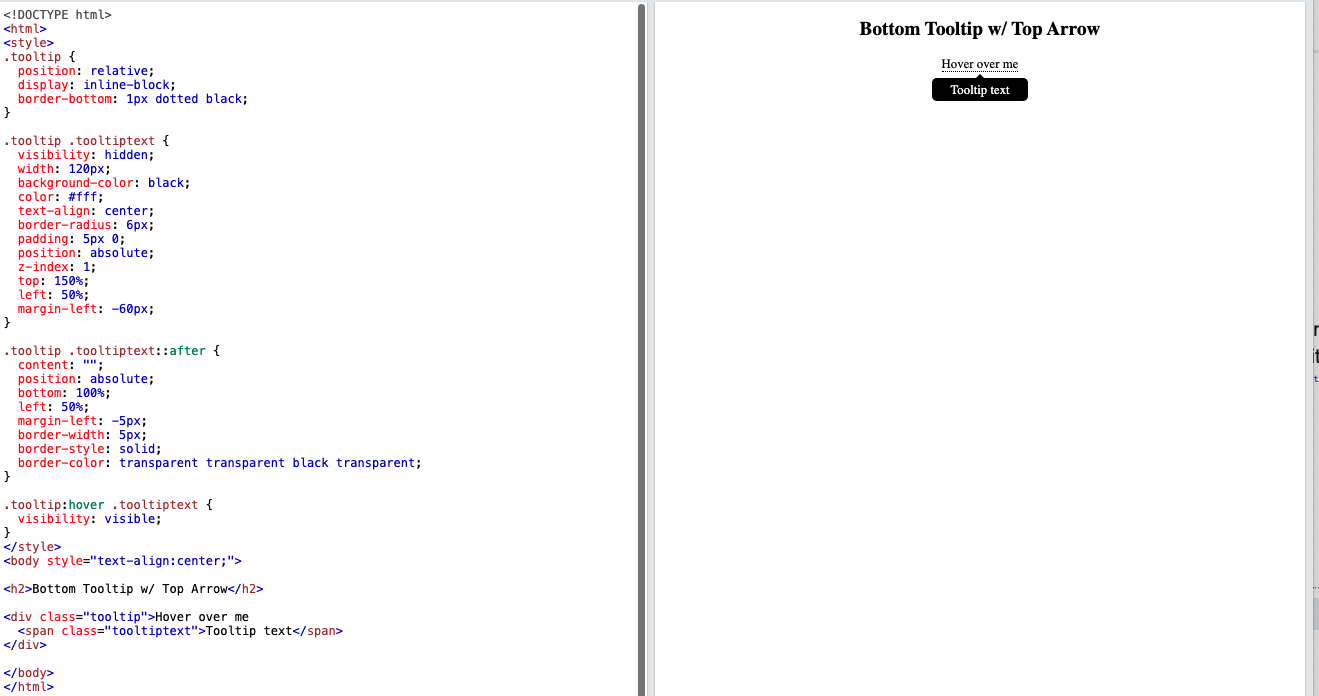 <!DOCTYPE html>
<html>
<style>
.tooltip {
  position: relative;
  display: inline-block;
  border-bottom: 1px dotted black;
}

.tooltip .tooltiptext {
  visibility: hidden;
  width: 120px;
  background-color: black;
  color: #fff;
  text-align: center;
  border-radius: 6px;
  padding: 5px 0;
  position: absolute;
  z-index: 1;
  top: 150%;
  left: 50%;
  margin-left: -60px;
}

.tooltip .tooltiptext::after {
  content: "";
  position: absolute;
  bottom: 100%;
  left: 50%;
  margin-left: -5px;
  border-width: 5px;
  border-style: solid;
  border-color: transparent transparent black transparent;
}

.tooltip:hover .tooltiptext {
  visibility: visible;
}
</style>
<body style="text-align:center;">

<h2>Bottom Tooltip w/ Top Arrow</h2>

<div class="tooltip">Hover over me
  <span class="tooltiptext">Tooltip text</span>
</div>

</body>
</html>
Bottom Tooltip w/ Top Arrow
Hover over me
Tooltip text